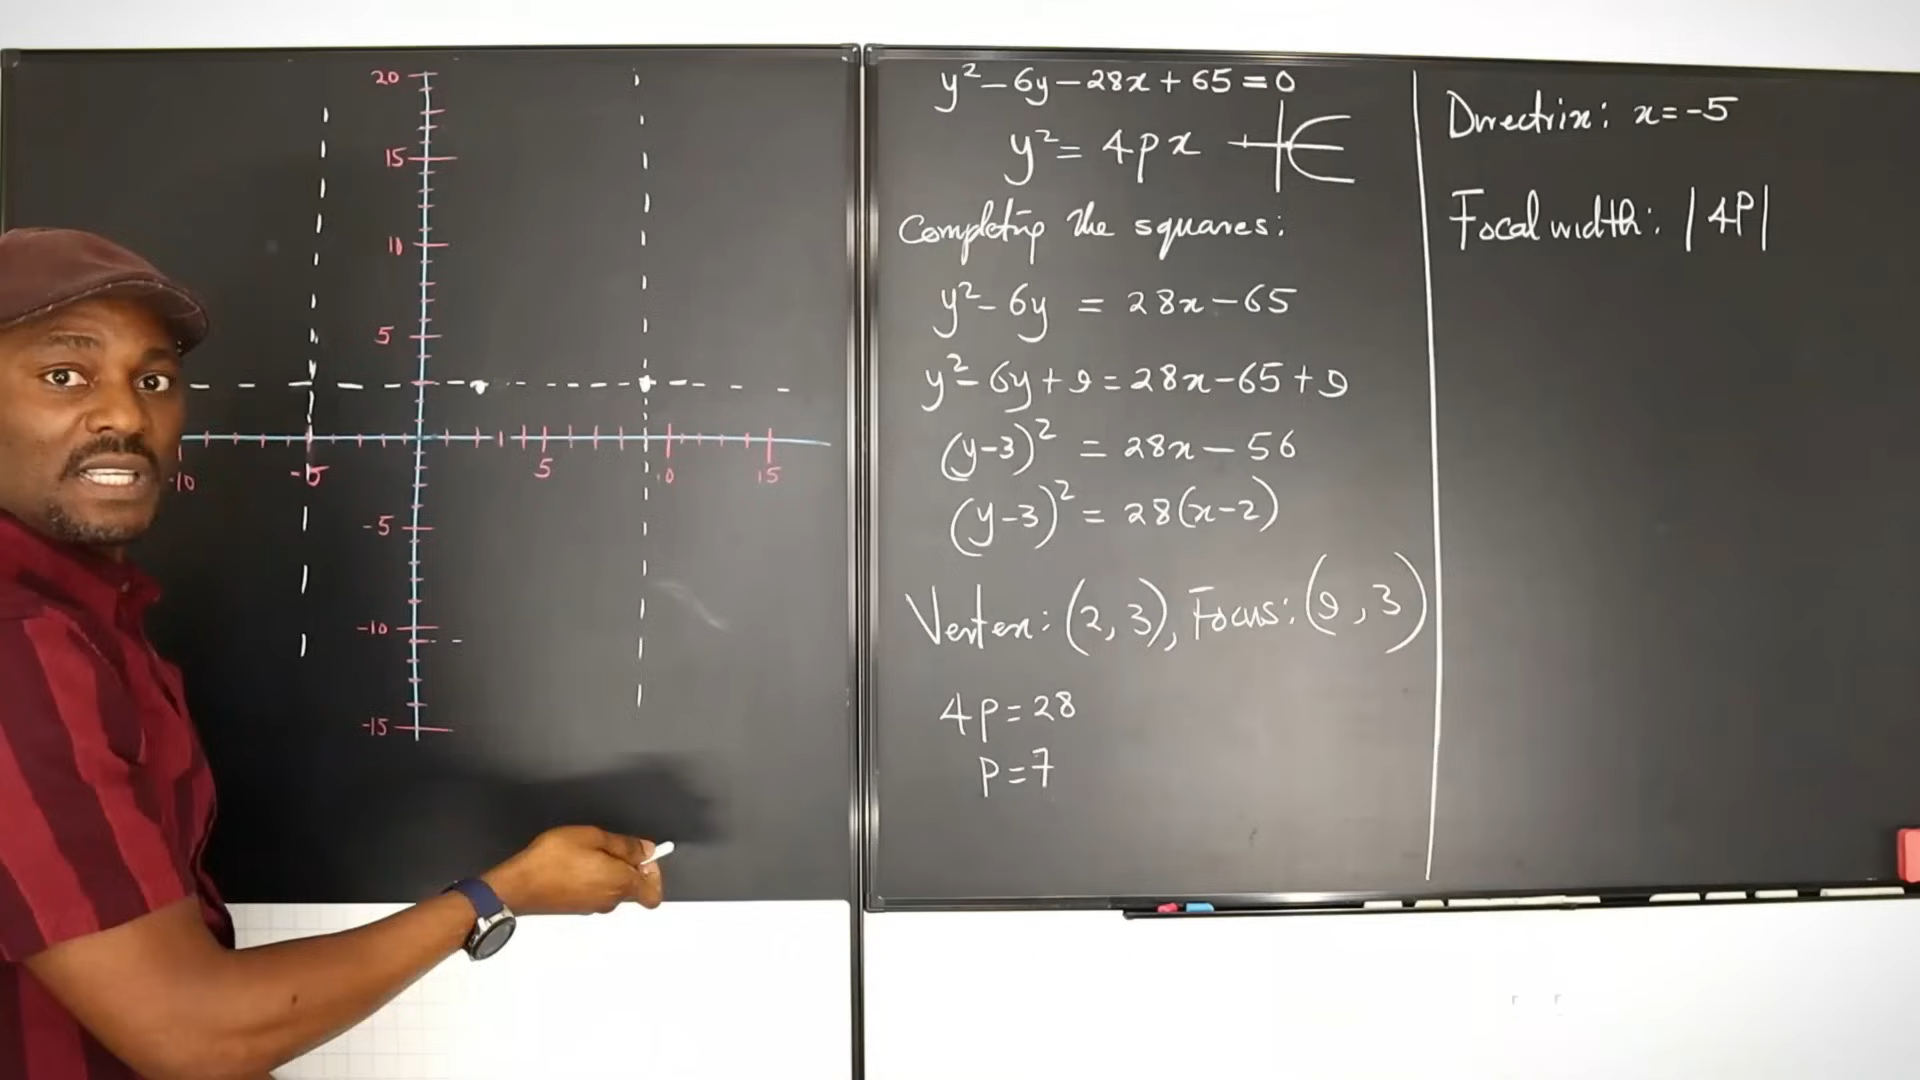 20
15
10
5
-10
-5
5
10
15
-5
-10
-15
y² - 6y - 28x + 65 = 0
y² = 4px
Completing the squares:
y² - 6y = 28x - 65
y² - 6y + 9 = 28x - 65 + 9
(y-3)² = 28x - 56
(y-3)² = 28(x-2)
Vertex: (2, 3), Focus: (9, 3)
4p = 28
p = 7
Directrix: x = -5
Focal width: |4P|